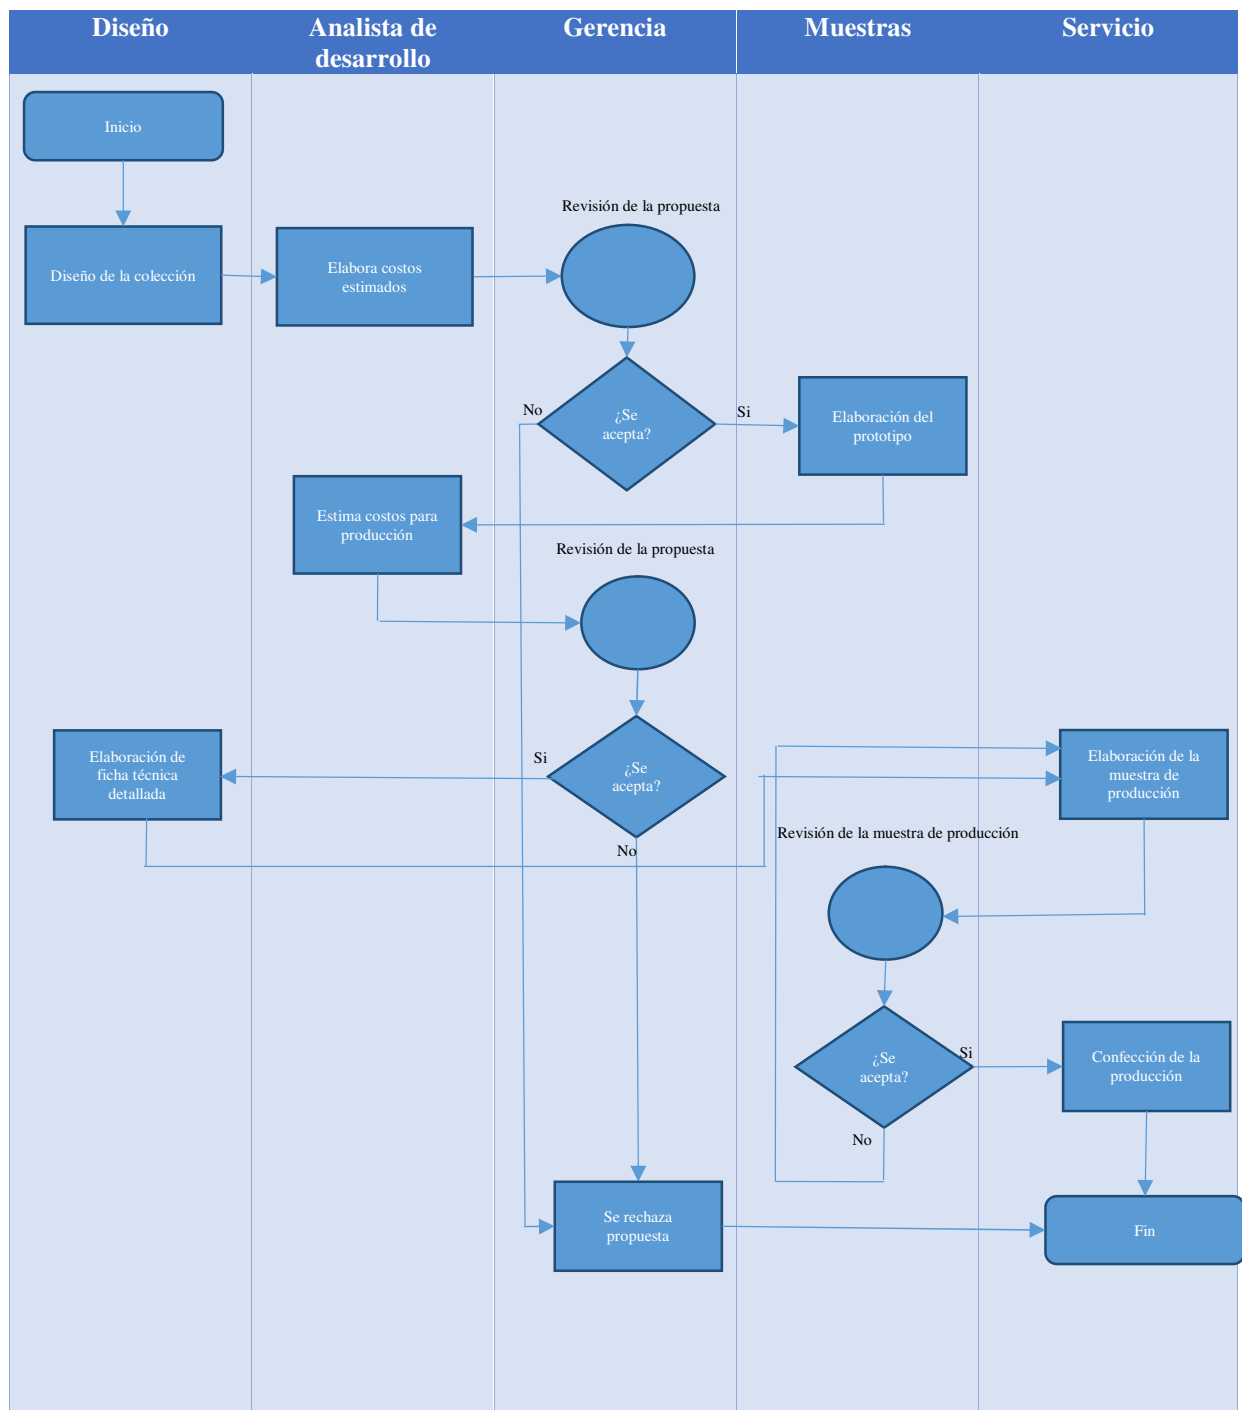 Diseño
Analista de
desarrollo
Gerencia
Muestras
Servicio
Inicio
Revisión de la propuesta
Diseño de la colección
Elabora costos
estimados
No
¿Se
acepta?
Si
Elaboración del
prototipo
Estima costos para
producción
Revisión de la propuesta
Elaboración de
ficha técnica
detallada
Si
¿Se
acepta?
No
Elaboración de la
muestra de
producción
Revisión de la muestra de producción
¿Se
acepta?
Si
No
Confección de la
producción
Se rechaza
propuesta
Fin